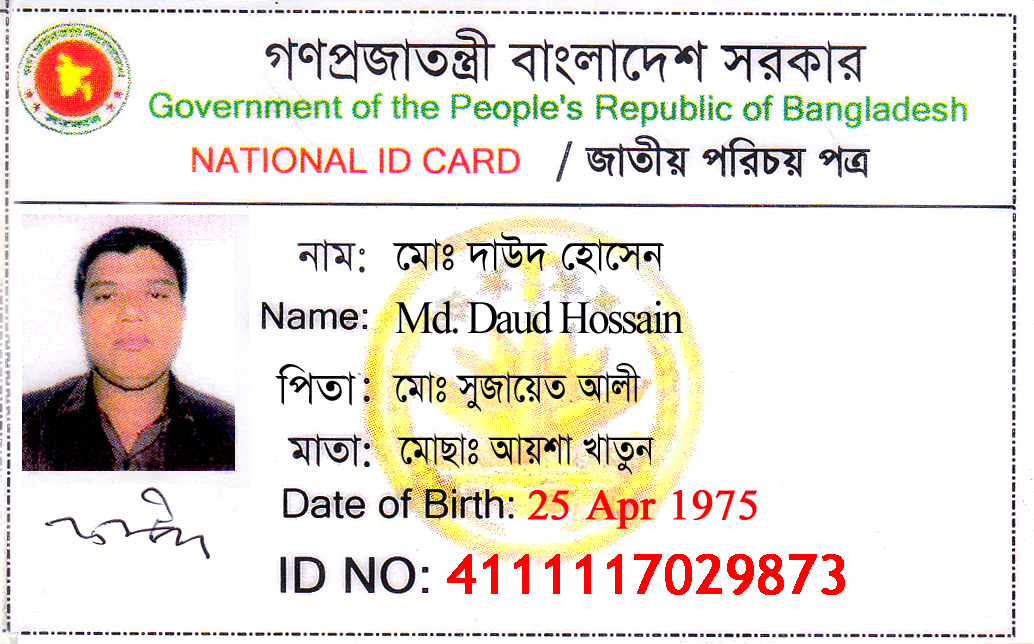 গণপ্রজাতন্ত্রী বাংলাদেশ সরকার
Government of the People's Republic of Bangladesh
NATIONAL ID CARD / জাতীয় পরিচয় পত্র
নাম: মোঃ দাউদ হোসেন
Name: Md. Daud Hossain
পিতা: মোঃ সুজায়েত আলী
মাতা: মোছাঃ আয়শা খাতুন
Date of Birth: 25 Apr 1975
ID NO: 4111117029873